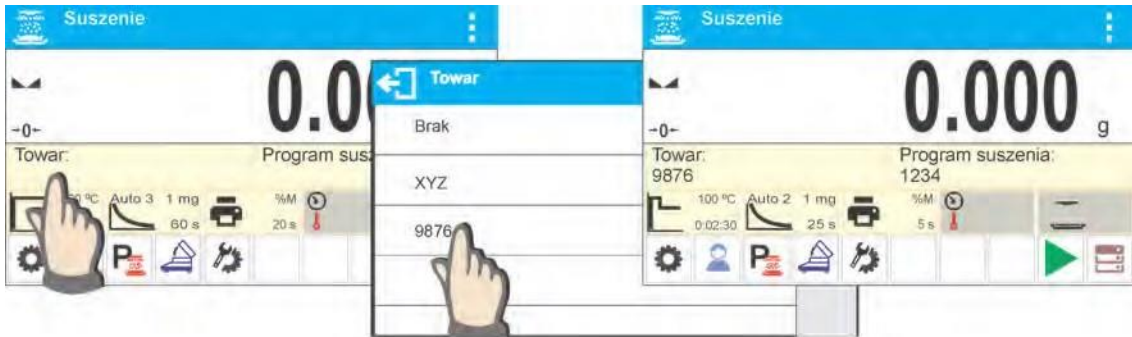 Suszenie
0.0
-0-
Towar:
Program susz
°C Auto 3 1 mg %M
60 s 20 s
P
Towar
Brak
XYZ
9876
Suszenie
0.000 g
-0-
Towar: Program suszenia:
9876 1234
100 °C Auto 2 1 mg %M
0:02:30 25 s 5 s
P